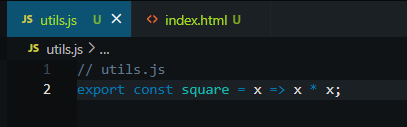 JS utils.js U × <> index.html U
JS utils.js > ...
1 // utils.js
2 export const square = x => x * x;